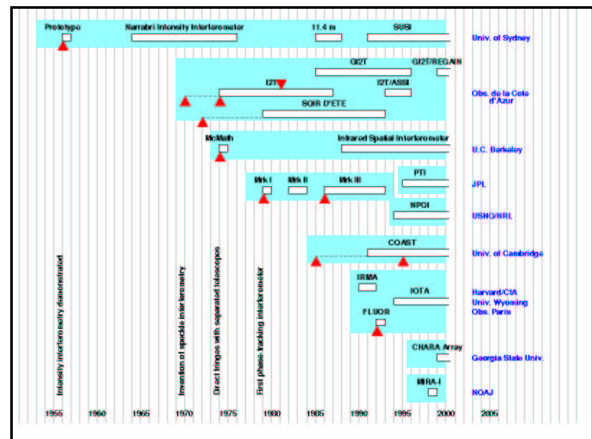 Prototype Narrabri Intensity Interferometer 11.4 m SUSI
Univ. of Sydney
GI2T GI2T/REGAIN
I2T I2T/ASSI
Obs. de la Cote
d'Azur
SOIR D'ETE
McMath Infrared Spatial Interferometer
U.C. Berkeley
Mrk I Mrk II Mrk III PTI
JPL
NPOI
USNO/NRL
COAST
Univ. of Cambridge
IRMA
IOTA
Harvard/CIA
Univ. Wyoming
Obs. Paris
FLUOR
CHARA Array
Georgia State Univ.
MIRA-I
NOAJ
Intensity interferometry demonstrated
Invention of speckle interferometry
Direct fringes with separated telescopes
First phase-tracking interferometer
1955 1960 1965 1970 1975 1980 1985 1990 1995 2000 2005